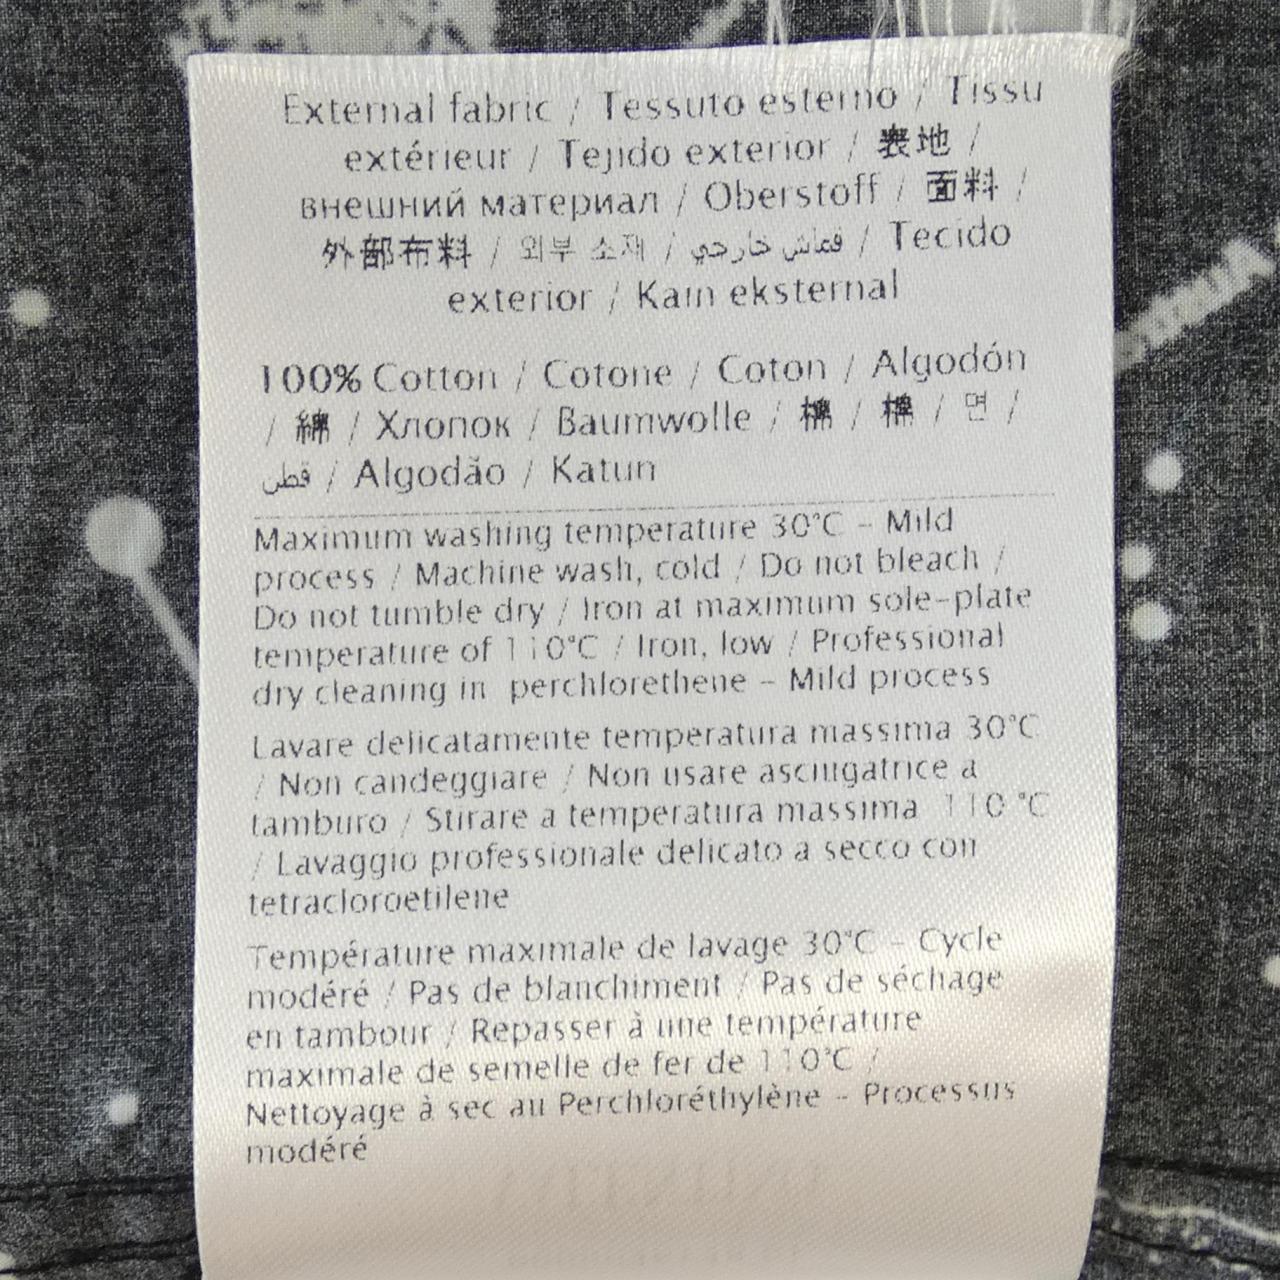 External fabric / Tessuto esterno / Tissu
extérieur / Tejido exterior / 表地 /
внешний материал / Oberstoff / 面料 /
外部布料 / 외부 소재 / قماش خارجي / Tecido
exterior / Kain eksternal
100% Cotton / Cotone / Coton / Algodón
/ 綿 / Хлопок / Baumwolle / 棉 / 棉 / 면 /
قطن / Algodão / Katun
Maximum washing temperature 30°C – Mild
process / Machine wash, cold / Do not bleach /
Do not tumble dry / Iron at maximum sole-plate
temperature of 110°C / Iron, low / Professional
dry cleaning in perchlorethene – Mild process
Lavare delicatamente temperatura massima 30°C
/ Non candeggiare / Non usare asciugatrice a
tamburo / Stirare a temperatura massima 110 °C
/ Lavaggio professionale delicato a secco con
tetracloroetilene
Température maximale de lavage 30°C – Cycle
modéré / Pas de blanchiment / Pas de séchage
en tambour / Repasser à une température
maximale de semelle de fer de 110°C /
Nettoyage à sec au Perchloréthylène – Processus
modéré